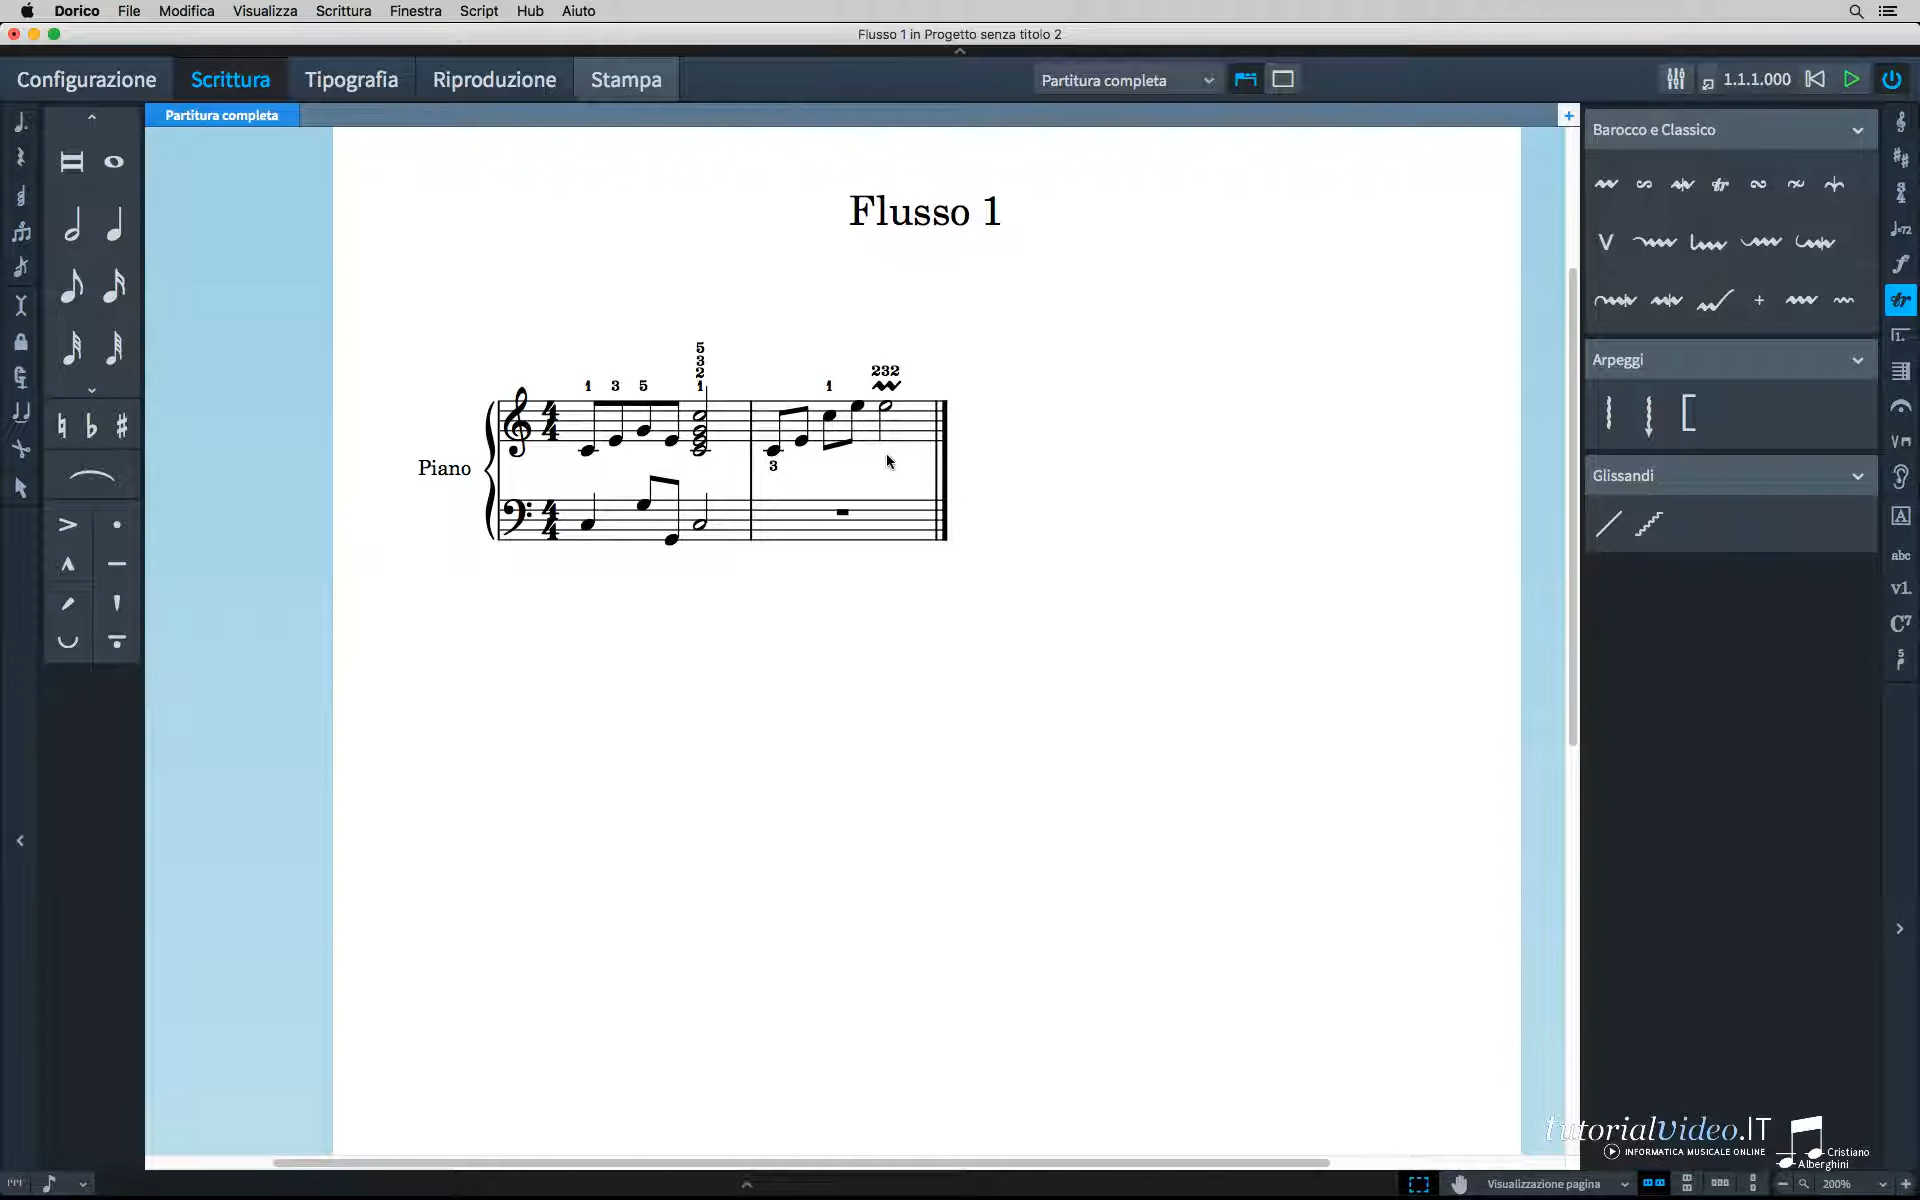 Dorico File Modifica Visualizza Scrittura Finestra Script Hub Aiuto
Flusso 1 in Progetto senza titolo 2
Configurazione Scrittura Tipografia Riproduzione Stampa Partitura completa 1.1.1.000
Partitura completa
Barocco e Classico
Flusso 1
Arpeggi
5
3
2
1 3 5 1 1 232
Piano
3
Glissandi
abc
v1.
C7
tutorialVideo.IT
INFORMATICA MUSICALE ONLINE
Cristiano
Alberghini
Visualizzazione pagina 200%